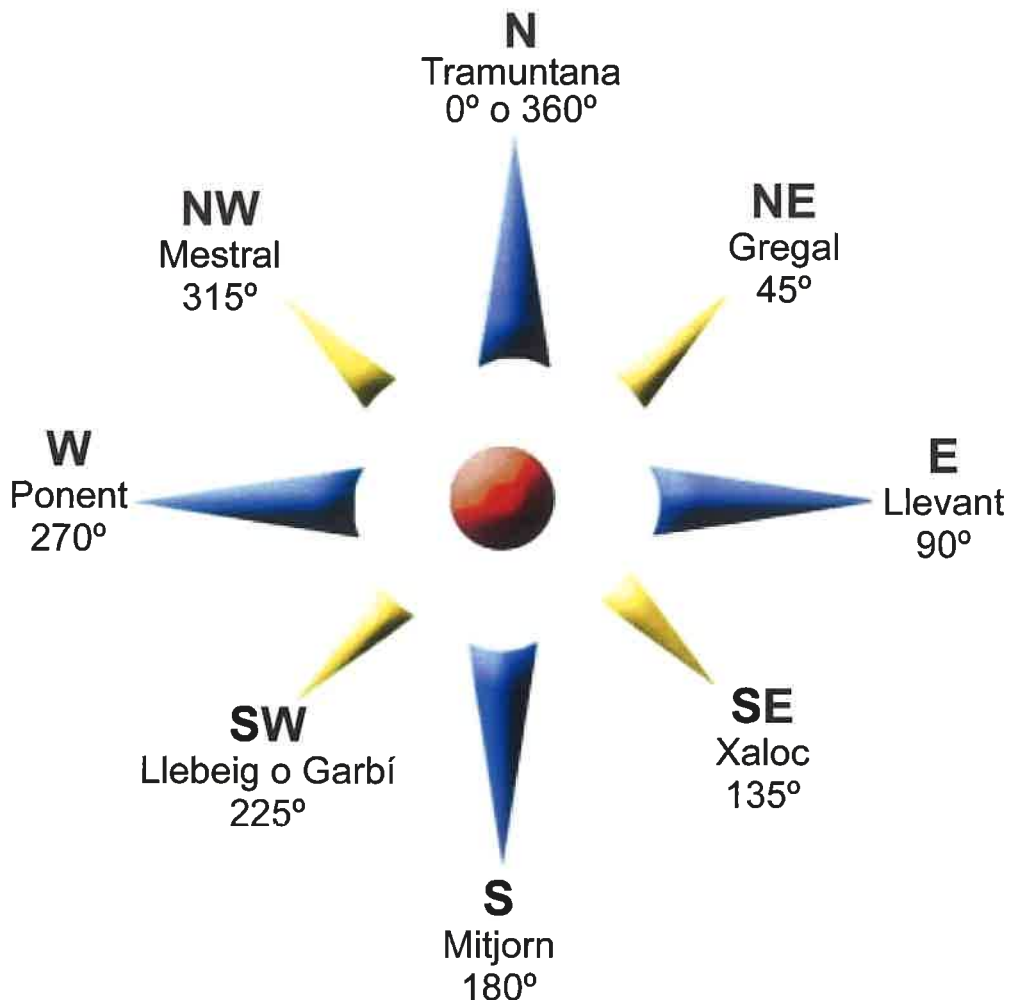 N
Tramuntana
0º o 360º
NW
Mestral
315º
NE
Gregal
45º
W
Ponent
270º
E
Llevant
90º
SW
Llebeig o Garbí
225º
SE
Xaloc
135º
S
Mitjorn
180º